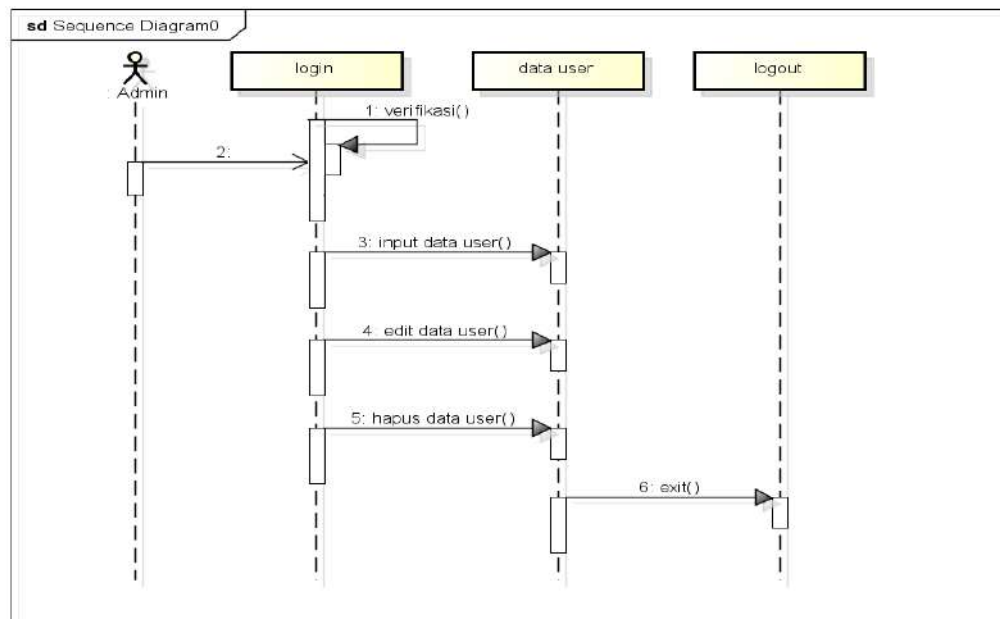 sd Sequence Diagram0
: Admin
login
data user
logout
1: verifikasi()
2:
3: input data user()
4: edit data user()
5: hapus data user()
6: exit()